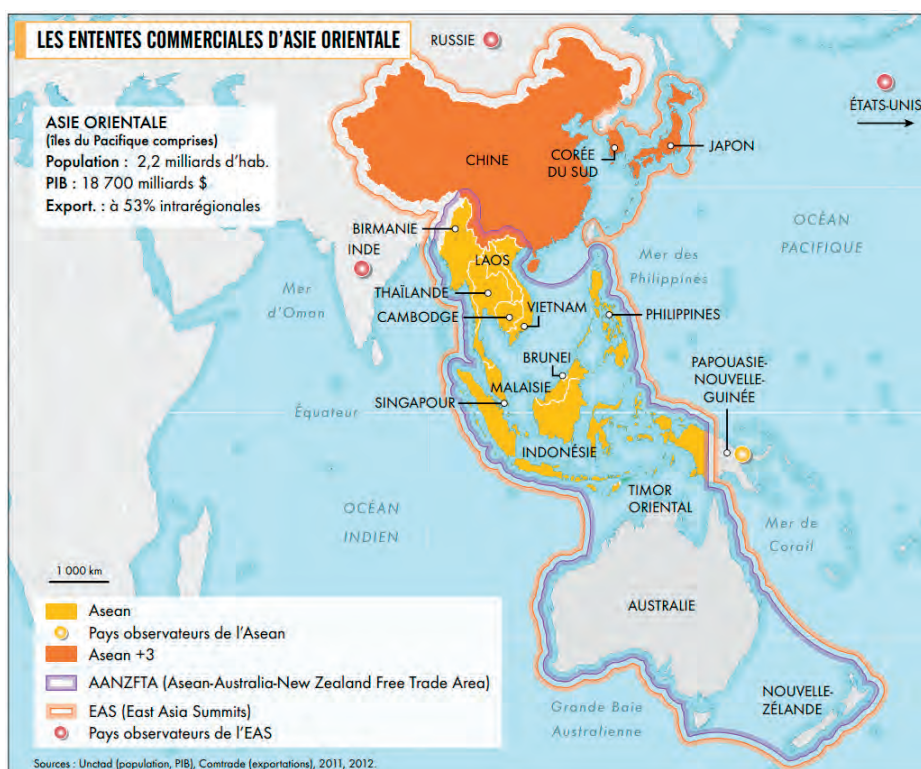 LES ENTENTES COMMERCIALES D'ASIE ORIENTALE
RUSSIE
ÉTATS-UNIS
ASIE ORIENTALE
(îles du Pacifique comprises)
Population : 2,2 milliards d'hab.
PIB : 18 700 milliards $
Export. : à 53% intrarégionales
CHINE
CORÉE
DU SUD
JAPON
BIRMANIE
INDE
LAOS
OCÉAN
PACIFIQUE
Mer des
Philippines
Mer
d'Oman
THAÏLANDE
CAMBODGE
VIETNAM
PHILIPPINES
BRUNEI
MALAISIE
PAPOUASIE-
NOUVELLE-
GUINÉE
SINGAPOUR
Équateur
INDONÉSIE
TIMOR
ORIENTAL
OCÉAN
INDIEN
Mer de
Corail
1 000 km
AUSTRALIE
Asean
Pays observateurs de l'Asean
Asean +3
AANZFTA (Asean-Australia-New Zealand Free Trade Area)
EAS (East Asia Summits)
Pays observateurs de l'EAS
Grande Baie
Australienne
NOUVELLE-
ZÉLANDE
Sources : Unctad (population, PIB), Comtrade (exportations), 2011, 2012.